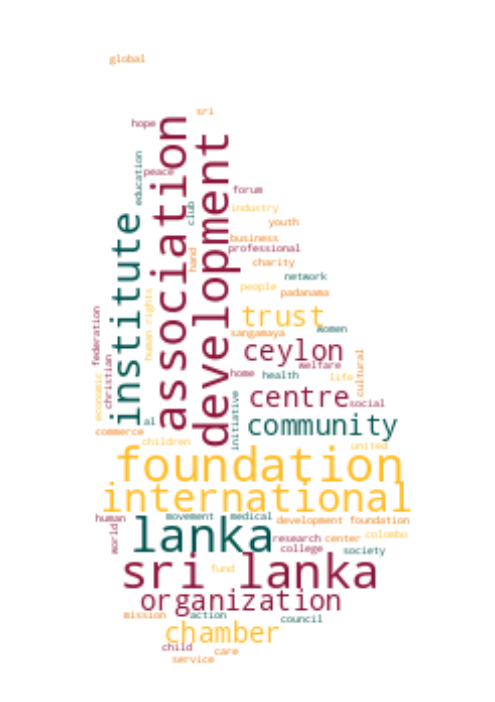 global
sri
hope
association
development
education
peace
forum
club
industry
institute
youth
business
professional
hand
charity
network
people
human rights
padanama
trust
women
federation
sangamaya
ceylon
welfare
christian
home
health
life
cultural
economic
centre
social
initiative
al
community
commerce
children
united
foundation
international
human
movement
medical
development foundation
lanka
world
research
center
colombo
college
society
sri lanka
fund
organization
mission
action
council
chamber
child
care
service